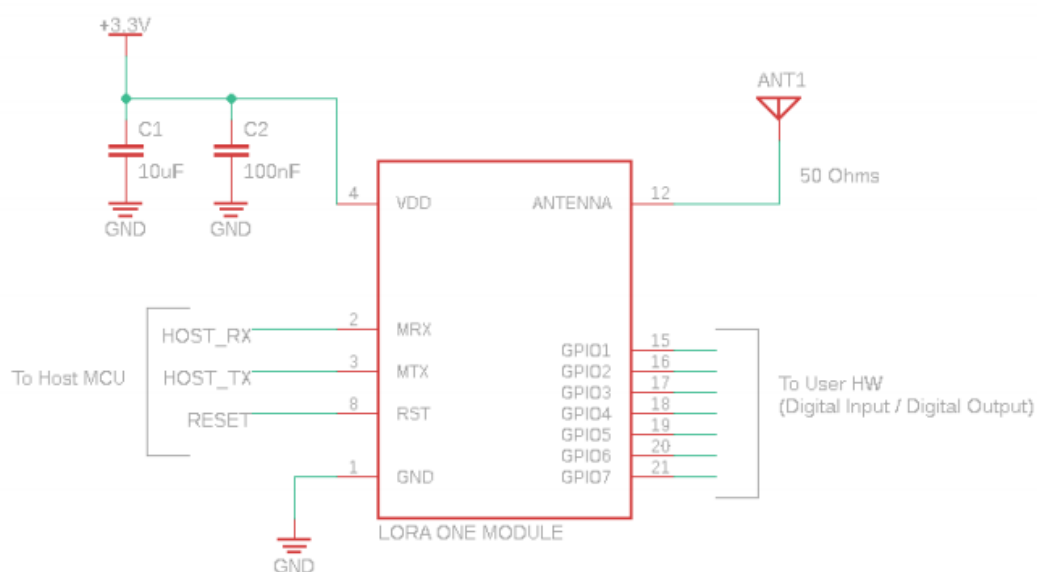 +3.3V
ANT1
C1
C2
10uF
100nF
50 Ohms
GND
GND
4
VDD
ANTENNA
12
To Host MCU
HOST_RX
2
MRX
HOST_TX
3
MTX
RESET
8
RST
1
GND
GPIO1
15
GPIO2
16
GPIO3
17
GPIO4
18
GPIO5
19
GPIO6
20
GPIO7
21
To User HW
(Digital Input / Digital Output)
LORA ONE MODULE
GND